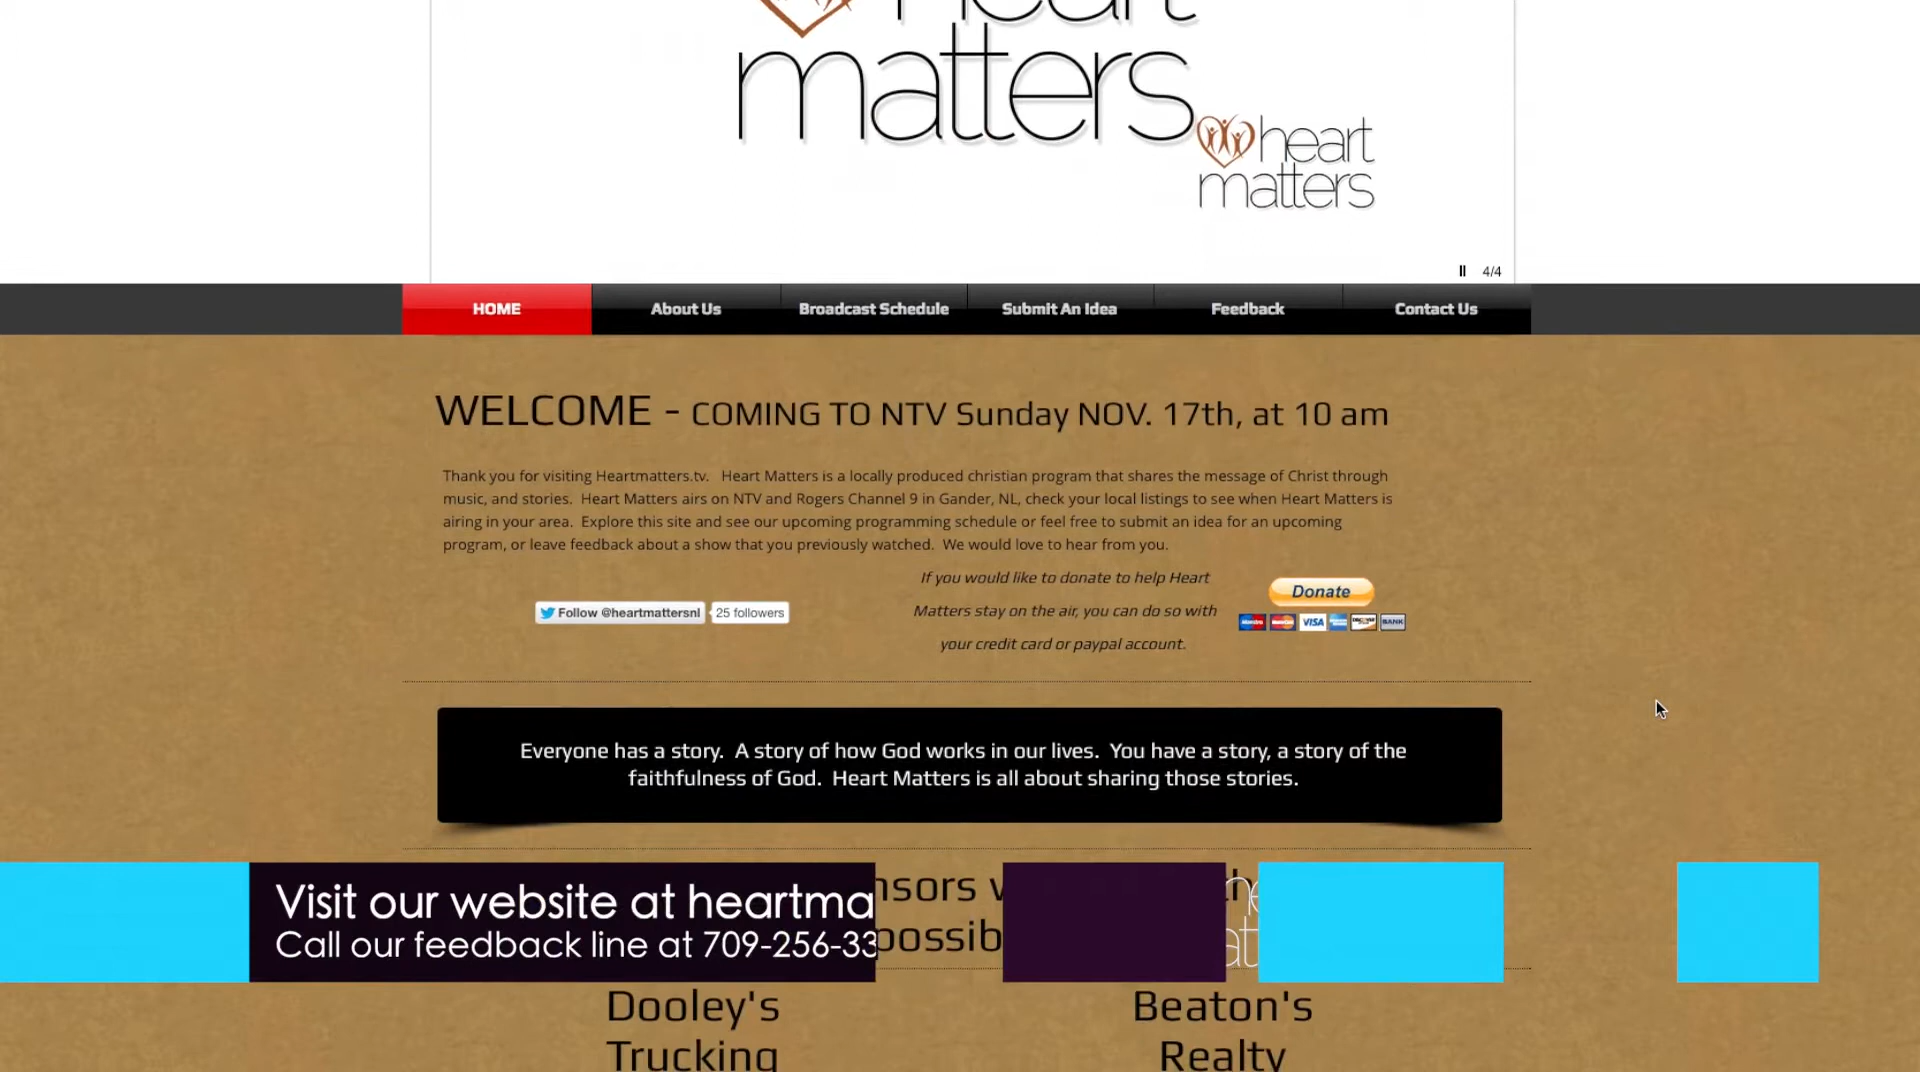 heart
matters
heart
matters
4/4
HOME About Us Broadcast Schedule Submit An Idea Feedback Contact Us
WELCOME - COMING TO NTV Sunday NOV. 17th, at 10 am
Thank you for visiting Heartmatters.tv. Heart Matters is a locally produced christian program that shares the message of Christ through
music, and stories. Heart Matters airs on NTV and Rogers Channel 9 in Gander, NL, check your local listings to see when Heart Matters is
airing in your area. Explore this site and see our upcoming programming schedule or feel free to submit an idea for an upcoming
program, or leave feedback about a show that you previously watched. We would love to hear from you.
If you would like to donate to help Heart
Matters stay on the air, you can do so with
your credit card or paypal account.
Follow @heartmattersnl 25 followers
Donate
VISA BANK
Everyone has a story. A story of how God works in our lives. You have a story, a story of the
faithfulness of God. Heart Matters is all about sharing those stories.
Visit our website at heartma
Call our feedback line at 709-256-33
Dooley's
Trucking
Beaton's
Realty